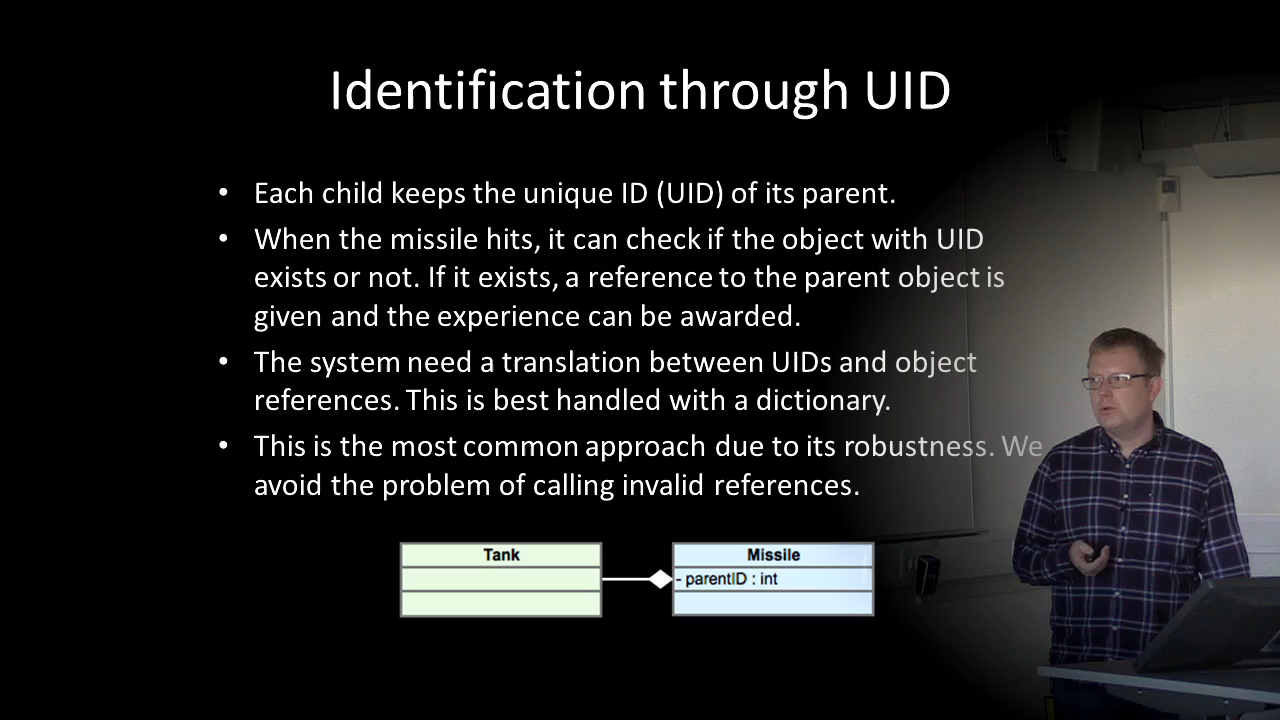 Identification through UID
• Each child keeps the unique ID (UID) of its parent.
• When the missile hits, it can check if the object with UID
exists or not. If it exists, a reference to the parent object is
given and the experience can be awarded.
• The system need a translation between UIDs and object
references. This is best handled with a dictionary.
• This is the most common approach due to its robustness. We
avoid the problem of calling invalid references.
Tank
Missile
- parentID : int